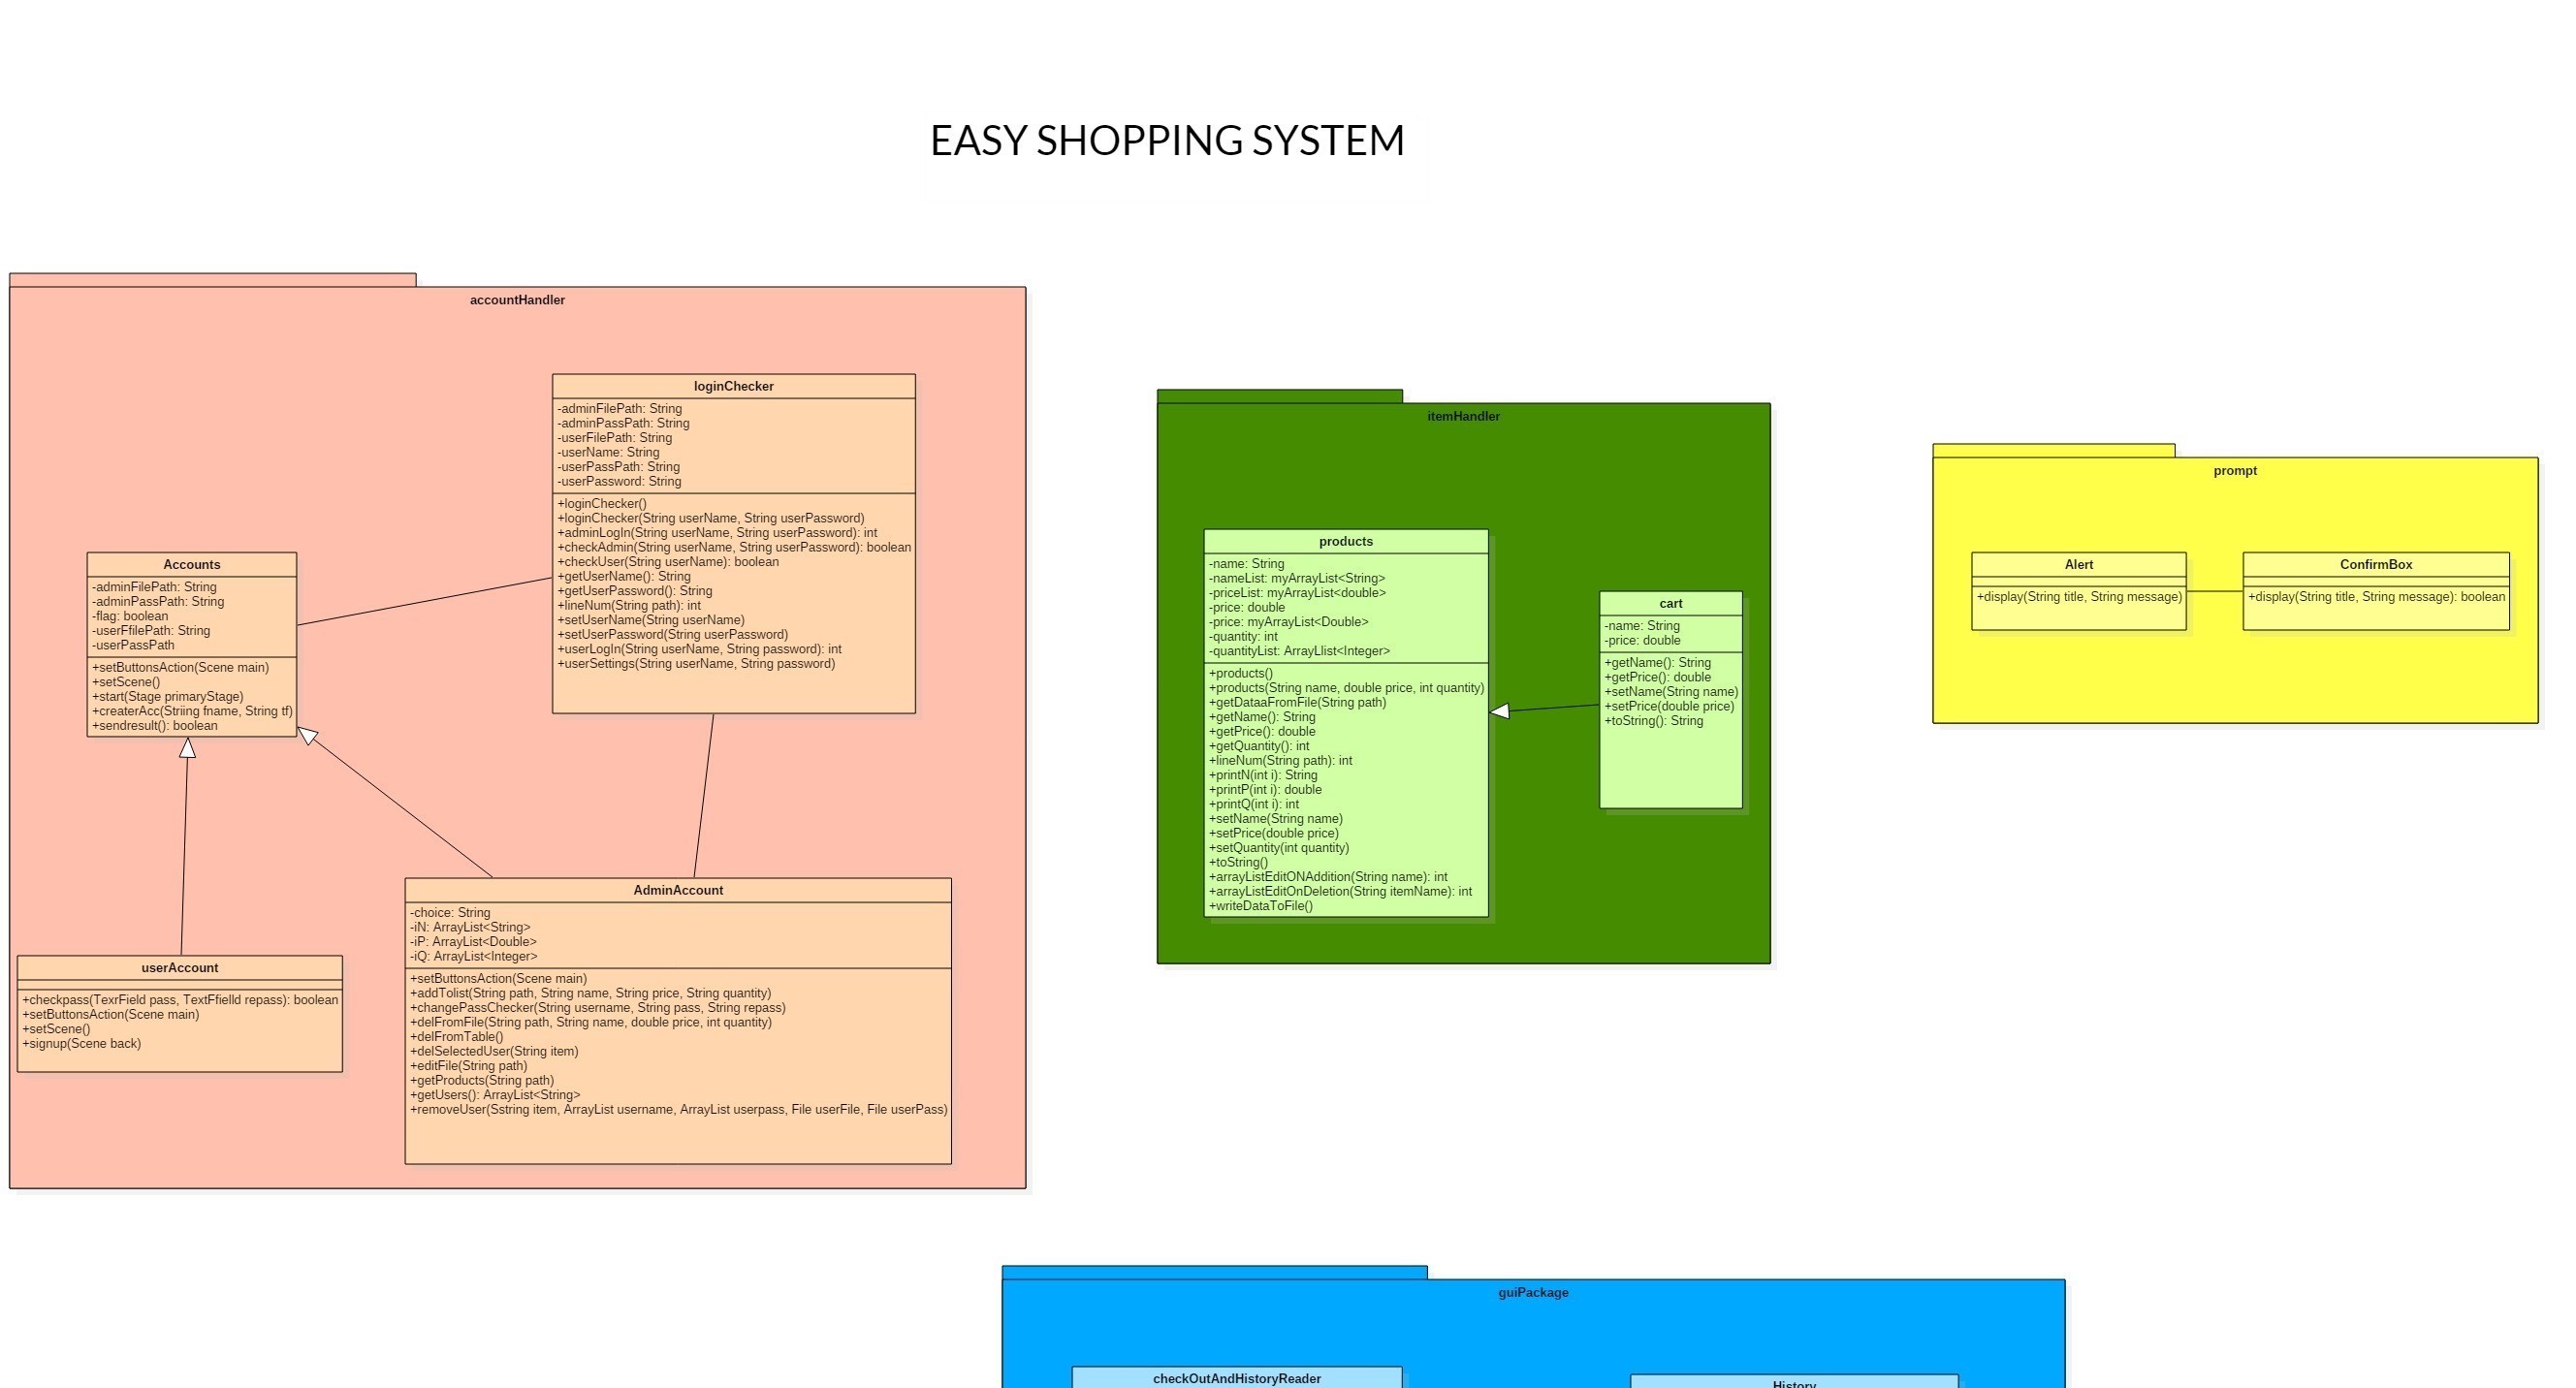 EASY SHOPPING SYSTEM
accountHandler
loginChecker
-adminFilePath: String
-adminPassPath: String
-userFilePath: String
-userName: String
-userPassPath: String
-userPassword: String
+loginChecker()
+loginChecker(String userName, String userPassword)
+adminLogIn(String userName, String userPassword): int
+checkAdmin(String userName, String userPassword): boolean
+checkUser(String userName): boolean
+getUserName(): String
+getUserPassword(): String
+lineNum(String path): int
+setUserName(String userName)
+setUserPassword(String userPassword)
+userLogIn(String userName, String password): int
+userSettings(String userName, String password)
Accounts
-adminFilePath: String
-adminPassPath: String
-flag: boolean
-userFfilePath: String
-userPassPath
+setButtonsAction(Scene main)
+setScene()
+start(Stage primaryStage)
+createrAcc(Striing fname, String tf)
+sendresult(): boolean
userAccount
+checkpass(TexrField pass, TextFfielld repass): boolean
+setButtonsAction(Scene main)
+setScene()
+signup(Scene back)
AdminAccount
-choice: String
-iN: ArrayList<String>
-iP: ArrayList<Double>
-iQ: ArrayList<Integer>
+setButtonsAction(Scene main)
+addTolist(String path, String name, String price, String quantity)
+changePassChecker(String username, String pass, String repass)
+delFromFile(String path, String name, double price, int quantity)
+delFromTable()
+delSelectedUser(String item)
+editFile(String path)
+getProducts(String path)
+getUsers(): ArrayList<String>
+removeUser(Sstring item, ArrayList username, ArrayList userpass, File userFile, File userPass)
itemHandler
products
-name: String
-nameList: myArrayList<String>
-priceList: myArrayList<double>
-price: double
-price: myArrayList<Double>
-quantity: int
-quantityList: ArrayLlist<Integer>
+products()
+products(String name, double price, int quantity)
+getDataaFromFile(String path)
+getName(): String
+getPrice(): double
+getQuantity(): int
+lineNum(String path): int
+printN(int i): String
+printP(int i): double
+printQ(int i): int
+setName(String name)
+setPrice(double price)
+setQuantity(int quantity)
+toString()
+arrayListEditONAddition(String name): int
+arrayListEditOnDeletion(String itemName): int
+writeDataToFile()
cart
-name: String
-price: double
+getName(): String
+getPrice(): double
+setName(String name)
+setPrice(double price)
+toString(): String
prompt
Alert
+display(String title, String message)
ConfirmBox
+display(String title, String message): boolean
guiPackage
checkOutAndHistoryReader
History